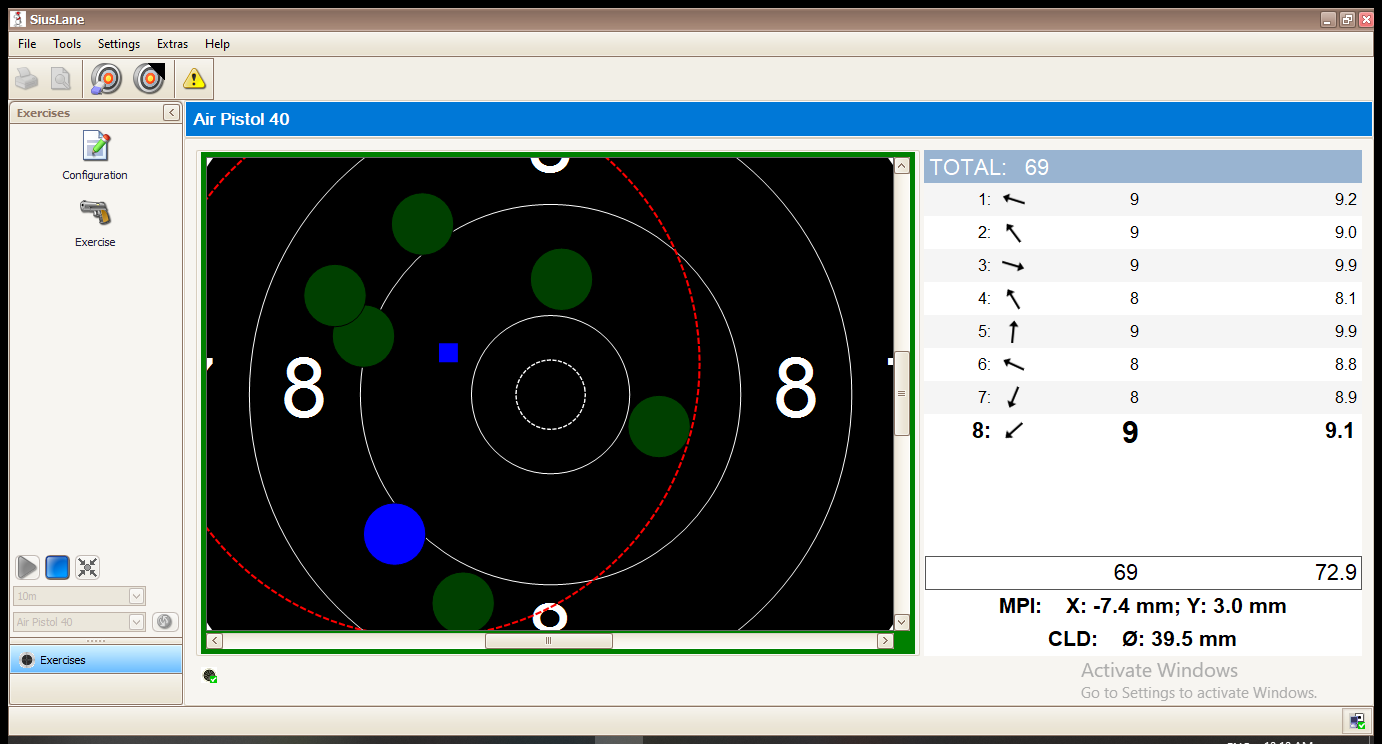 SiusLane
File Tools Settings Extras Help
Exercises
Configuration
Exercise
10m
Air Pistol 40
Exercises
Air Pistol 40
8
8
8
TOTAL: 69
1: 9 9.2
2: 9 9.0
3: 9 9.9
4: 8 8.1
5: 9 9.9
6: 8 8.8
7: 8 8.9
8: 9 9.1
69 72.9
MPI: X: -7.4 mm; Y: 3.0 mm
CLD: Ø: 39.5 mm
Activate Windows
Go to Settings to activate Windows.